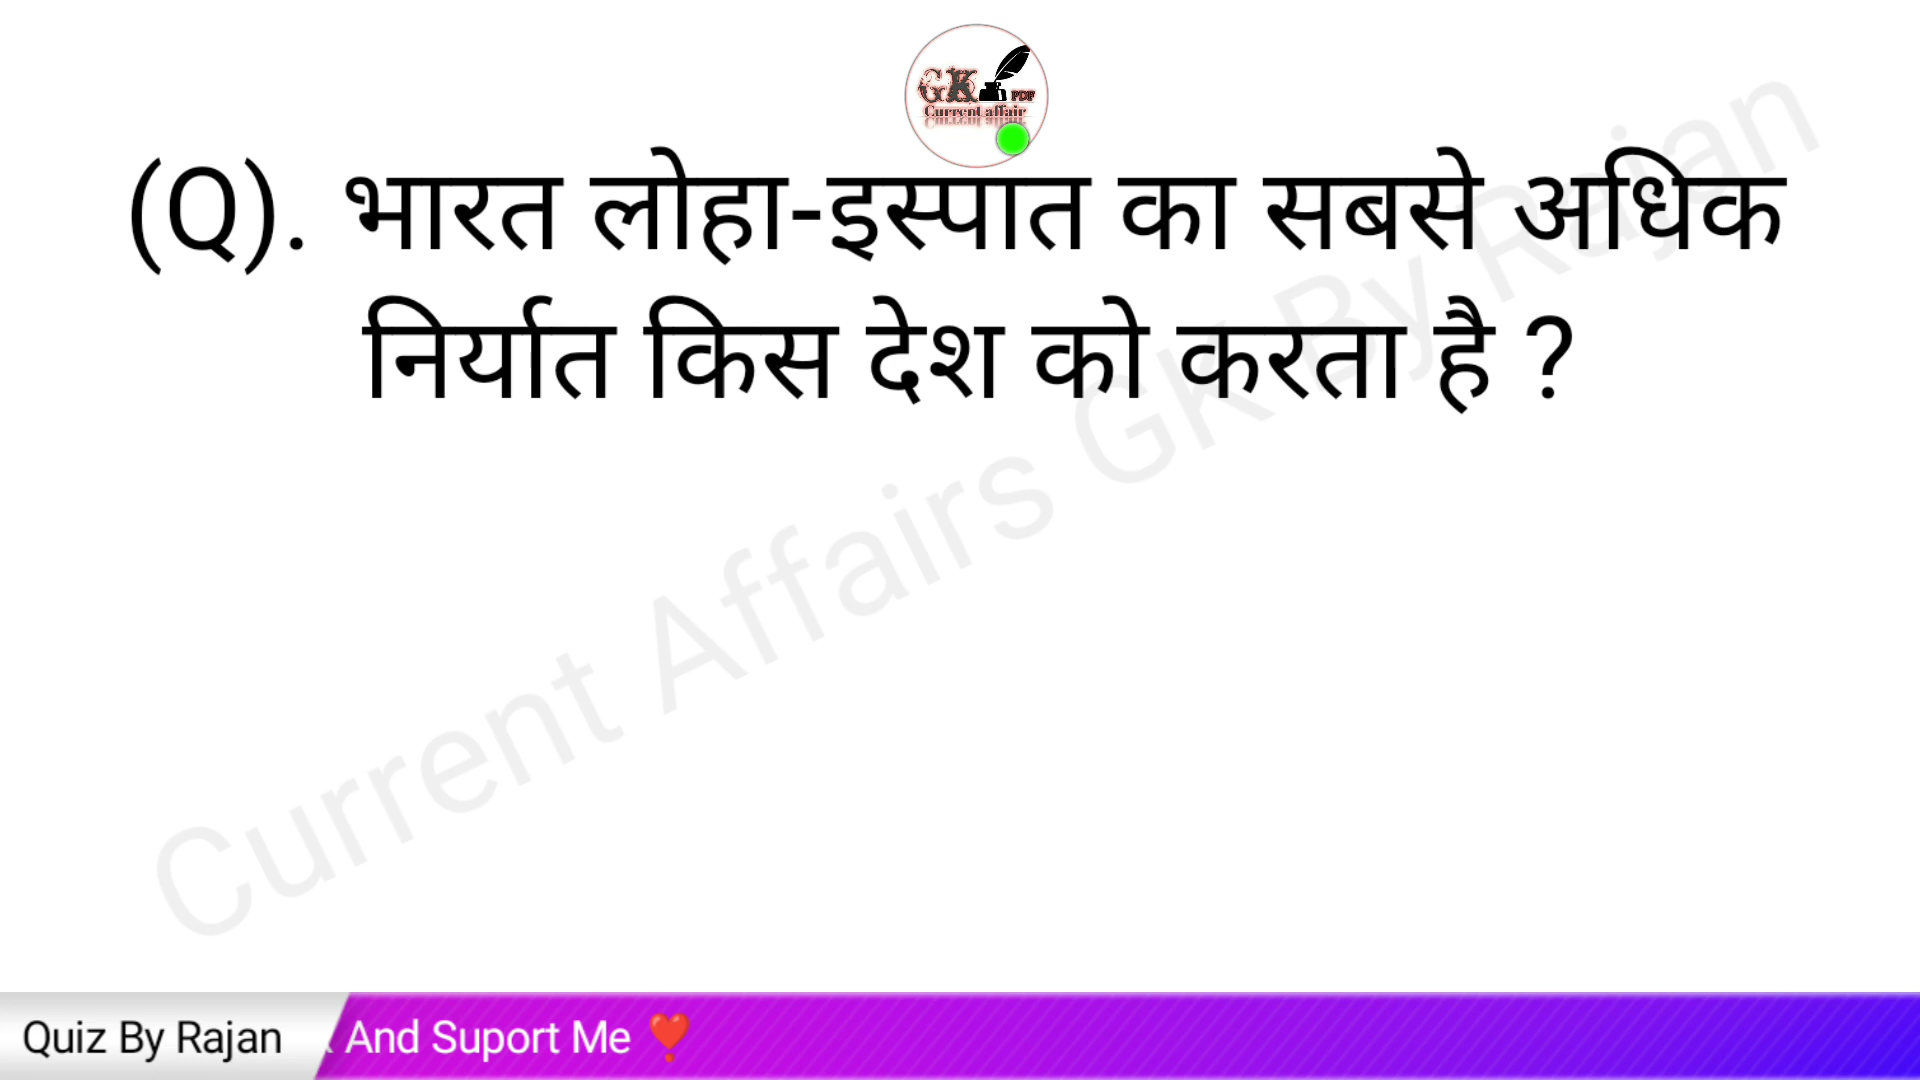 GK PDF
Current affair
(Q). भारत लोहा-इस्पात का सबसे अधिक
निर्यात किस देश को करता है ?
Current Affairs GK By Rajan
Quiz By Rajan
And Suport Me ❣️